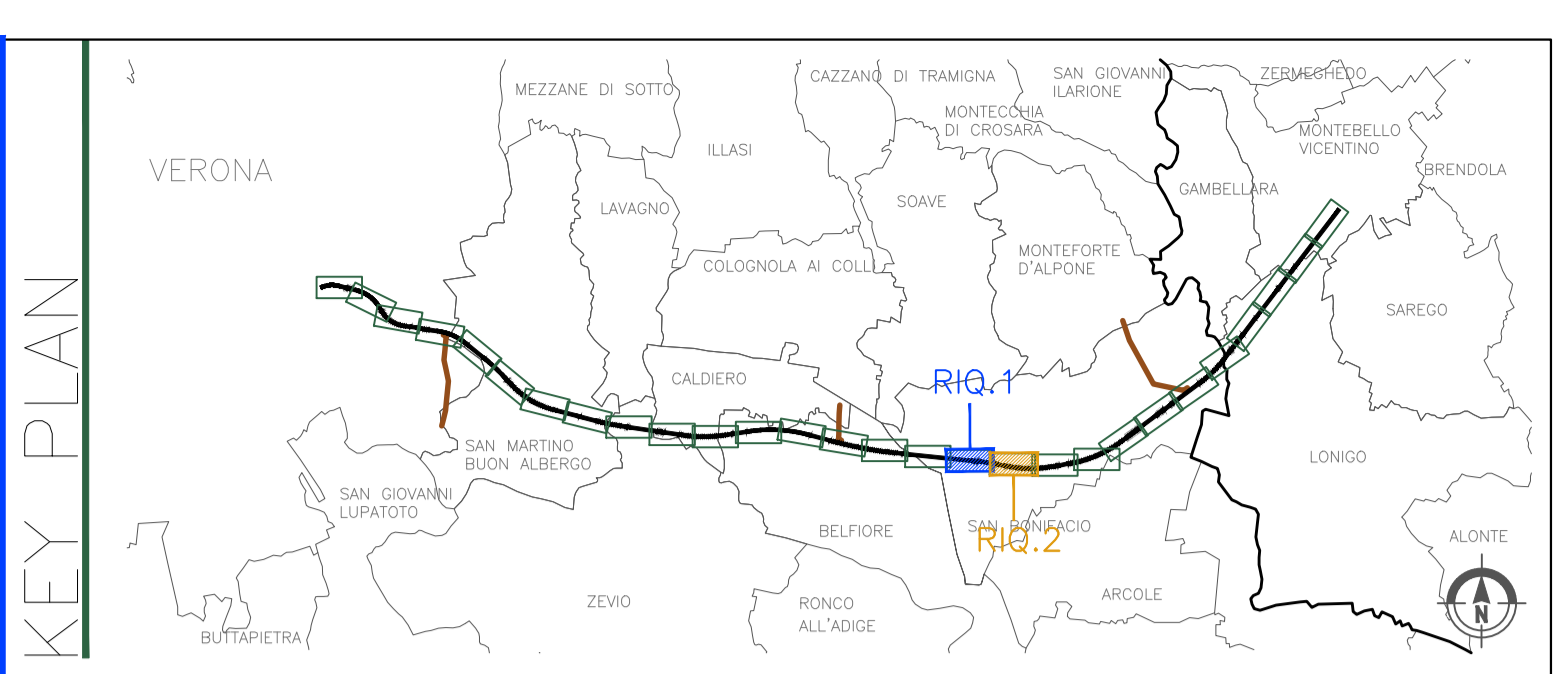 KEY PLAN
VERONA
MEZZANE DI SOTTO
CAZZANO DI TRAMIGNA
SAN GIOVANNI
ILARIONE
ZERMEGHEDO
MONTECCHIA
DI CROSARA
MONTEBELLO
VICENTINO
ILLASI
BRENDOLA
GAMBELLARA
SOAVE
LAVAGNO
MONTEFORTE
D'ALPONE
COLOGNOLA AI COLLI
SAREGO
CALDIERO
RIQ.1
SAN MARTINO
BUON ALBERGO
LONIGO
SAN GIOVANNI
LUPATOTO
BELFIORE
SAN BONIFACIO
RIQ.2
ALONTE
ZEVIO
RONCO
ALL'ADIGE
ARCOLE
N
BUTTAPIETRA